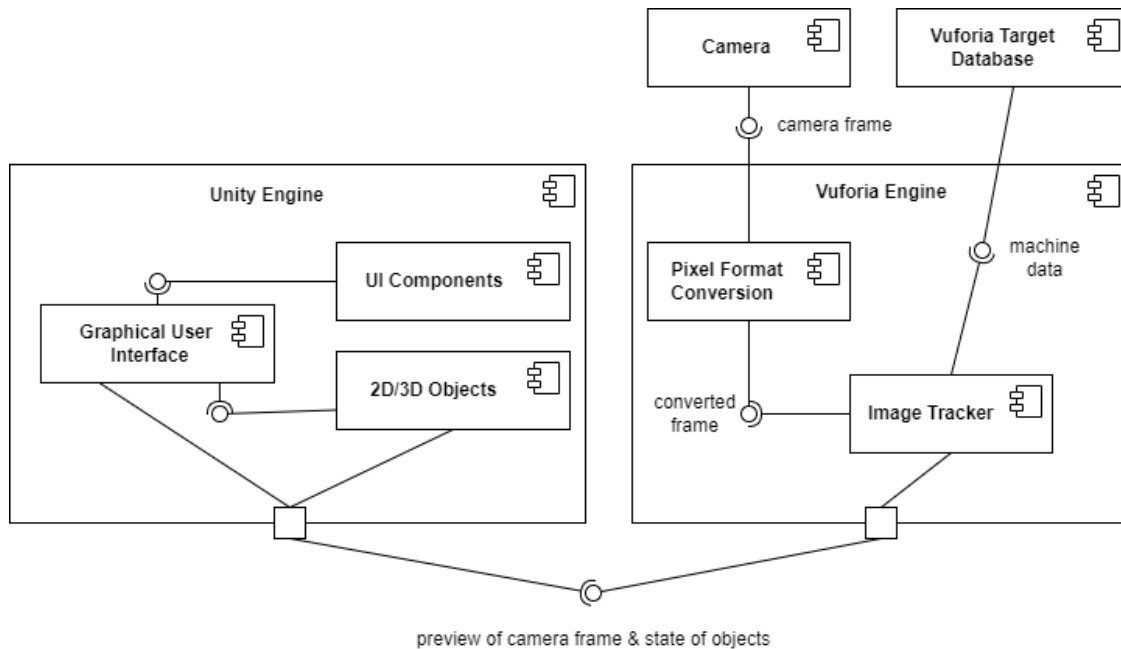 Camera
Vuforia Target
Database
camera frame
Unity Engine
Vuforia Engine
UI Components
Graphical User
Interface
2D/3D Objects
Pixel Format
Conversion
machine
data
converted
frame
Image Tracker
preview of camera frame & state of objects